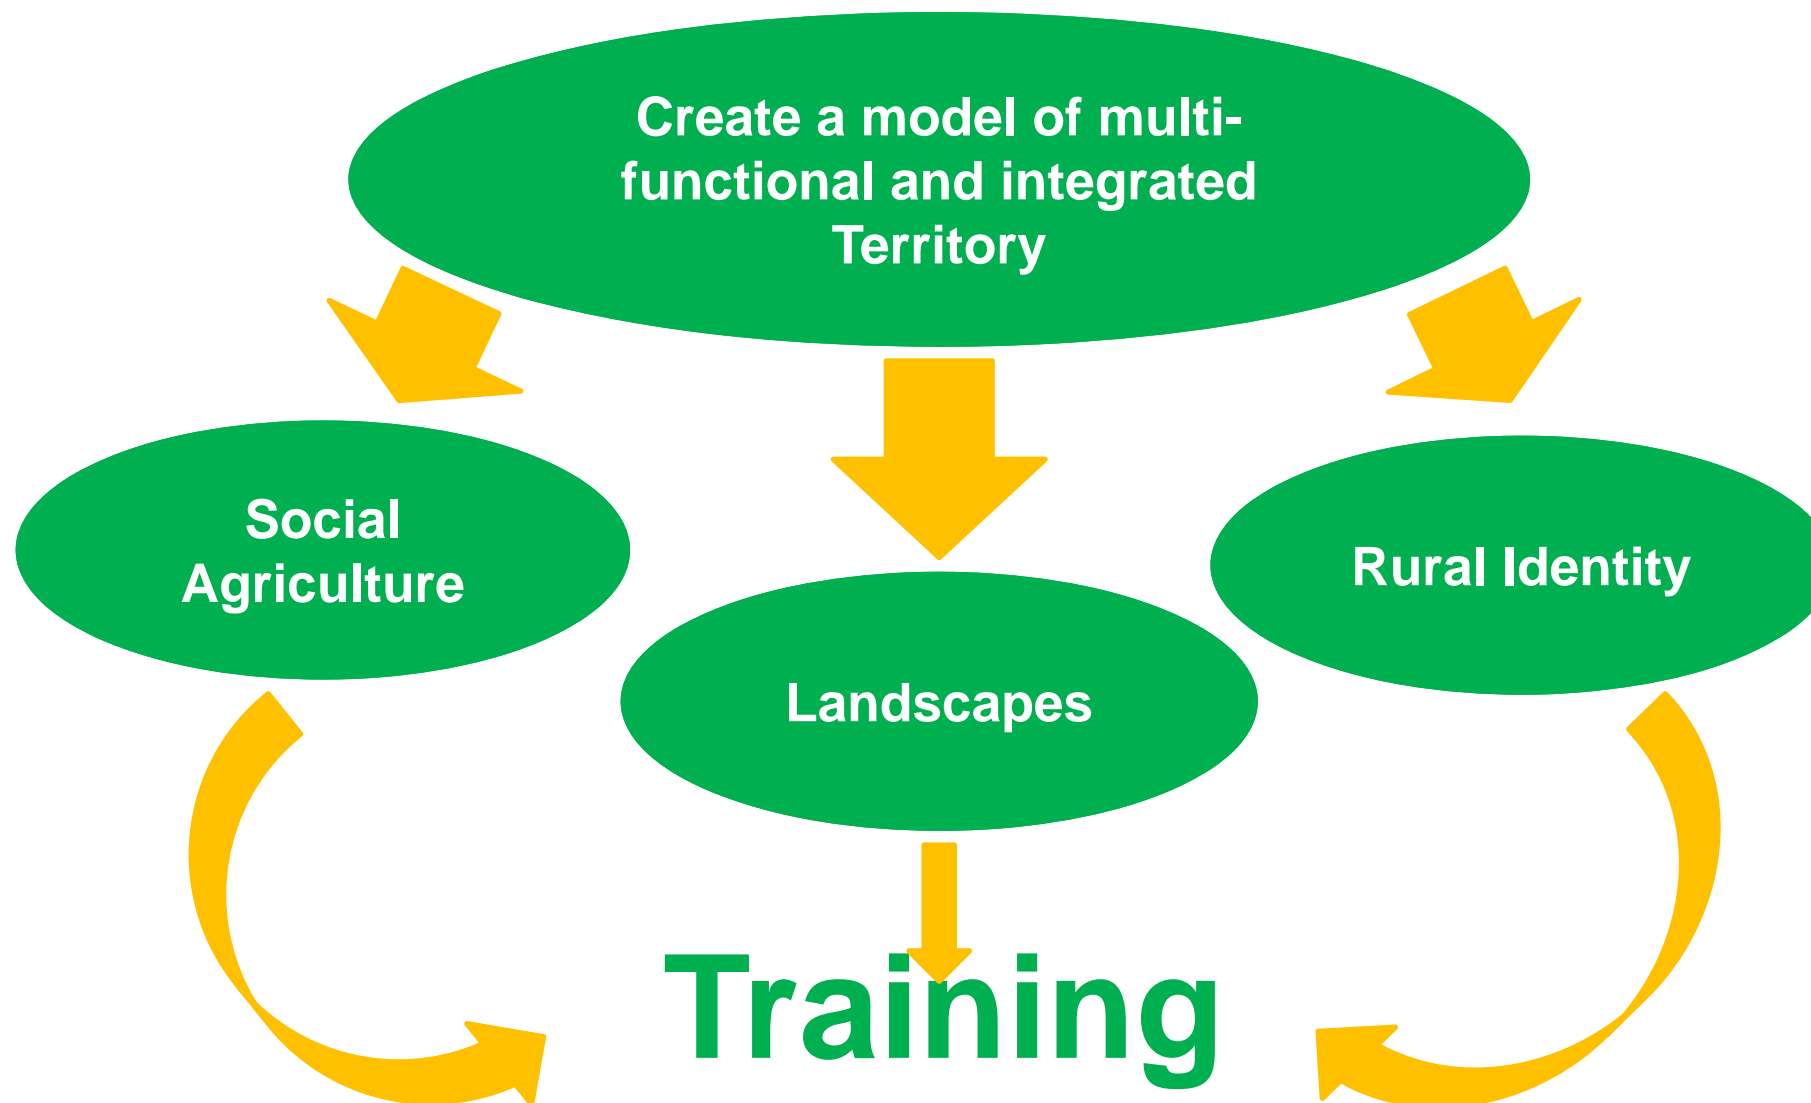 Create a model of multi-
functional and integrated
Territory
Social
Agriculture
Rural Identity
Landscapes
Training